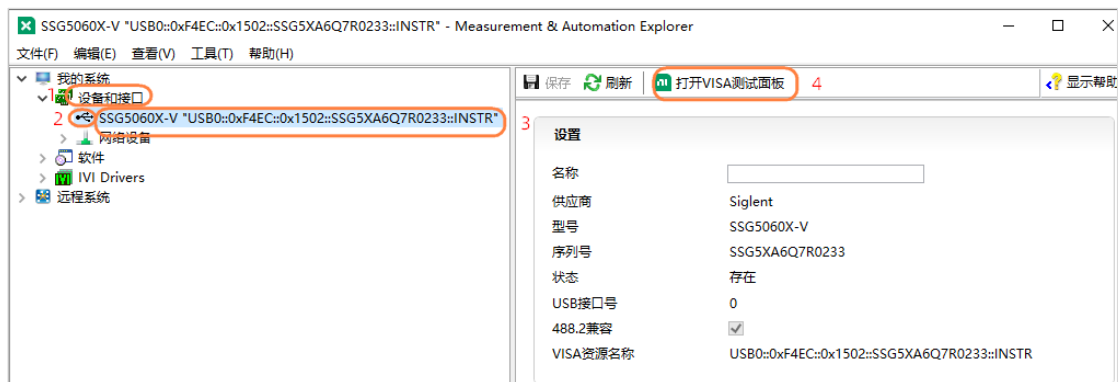 SSG5060X-V "USB0::0xF4EC::0x1502::SSG5XA6Q7R0233::INSTR" - Measurement & Automation Explorer
文件(F) 编辑(E) 查看(V) 工具(T) 帮助(H)
我的系统
1 设备和接口
2 SSG5060X-V "USB0::0xF4EC::0x1502::SSG5XA6Q7R0233::INSTR"
网络设备
软件
IVI Drivers
远程系统
保存 刷新 打开VISA测试面板 4 显示帮助
3 设置
名称
供应商 Siglent
型号 SSG5060X-V
序列号 SSG5XA6Q7R0233
状态 存在
USB接口号 0
488.2兼容
VISA资源名称 USB0::0xF4EC::0x1502::SSG5XA6Q7R0233::INSTR